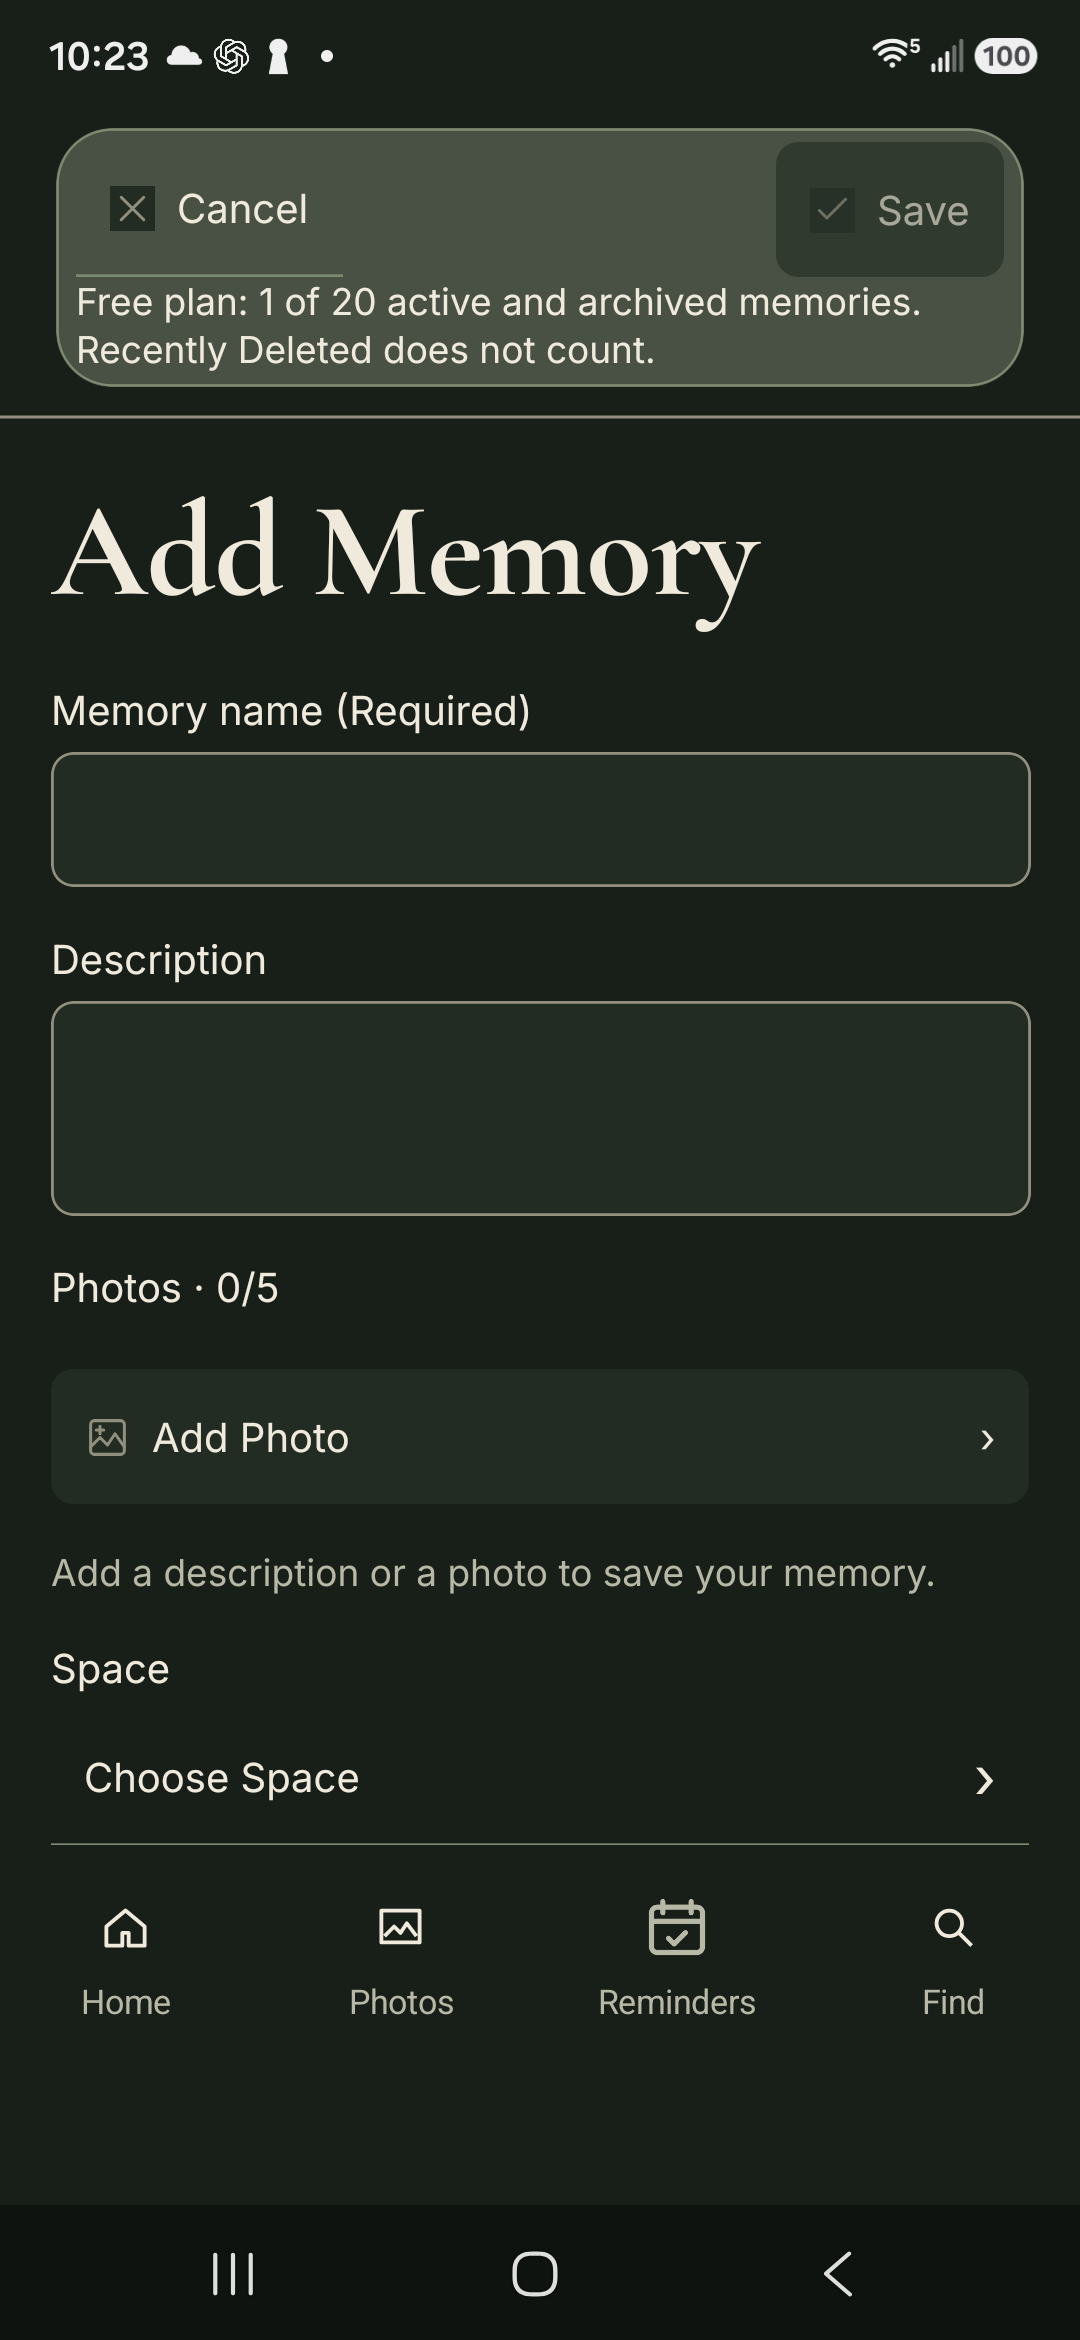 10:23
5
100
Cancel
Save
Free plan: 1 of 20 active and archived memories.
Recently Deleted does not count.
Add Memory
Memory name (Required)
Description
Photos · 0/5
Add Photo
Add a description or a photo to save your memory.
Space
Choose Space
Home
Photos
Reminders
Find